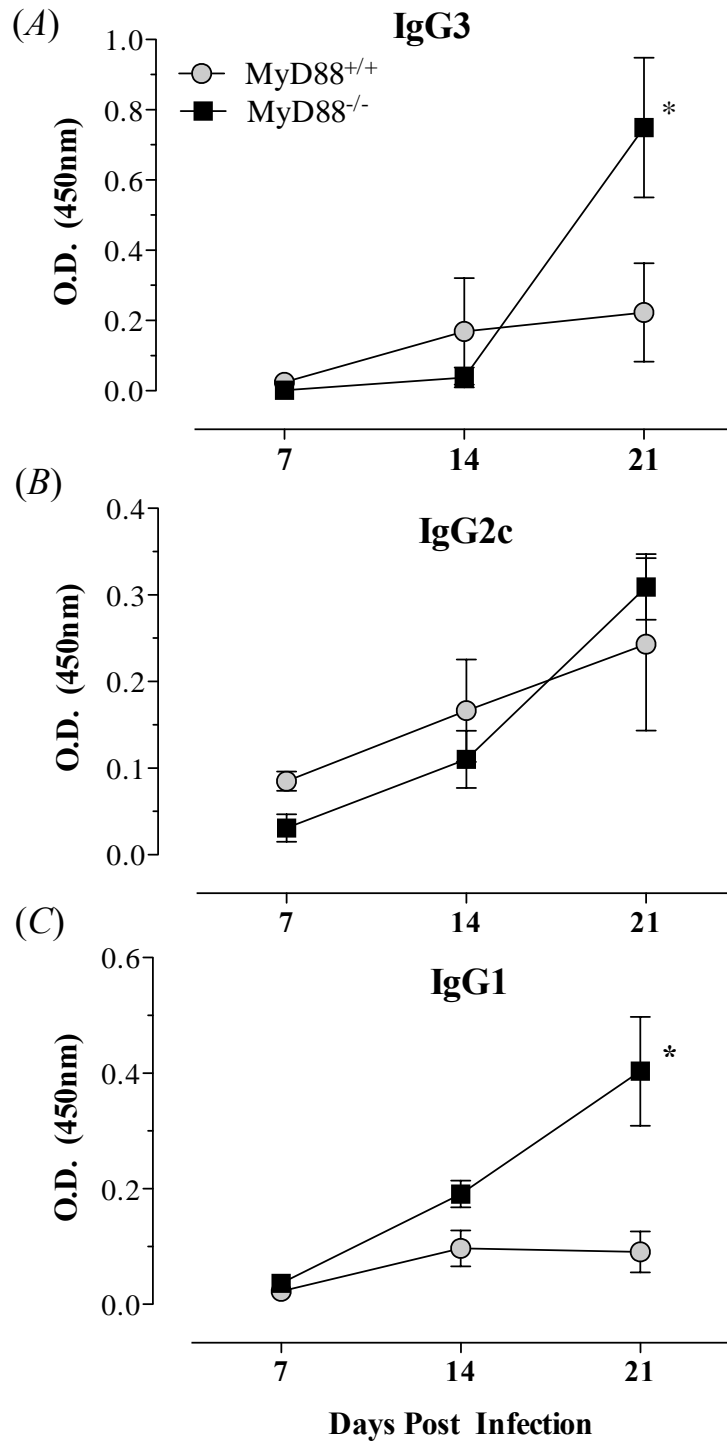 (A)
IgG3
1.0
MyD88+/+
MyD88-/-
0.8
*
0.6
0.4
0.2
0.0
O.D. (450nm)
7 14 21
(B)
IgG2c
0.4
0.3
0.2
0.1
0.0
O.D. (450nm)
7 14 21
(C)
IgG1
0.6
*
0.4
0.2
0.0
O.D. (450nm)
7 14 21
Days Post Infection